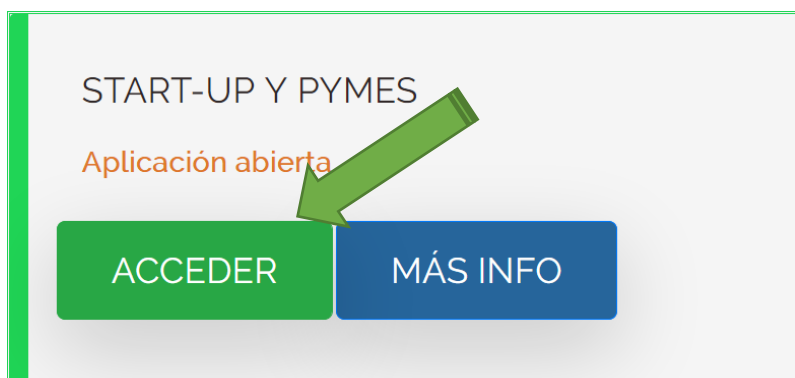 START-UP Y PYMES
Aplicación abierta
ACCEDER
MÁS INFO